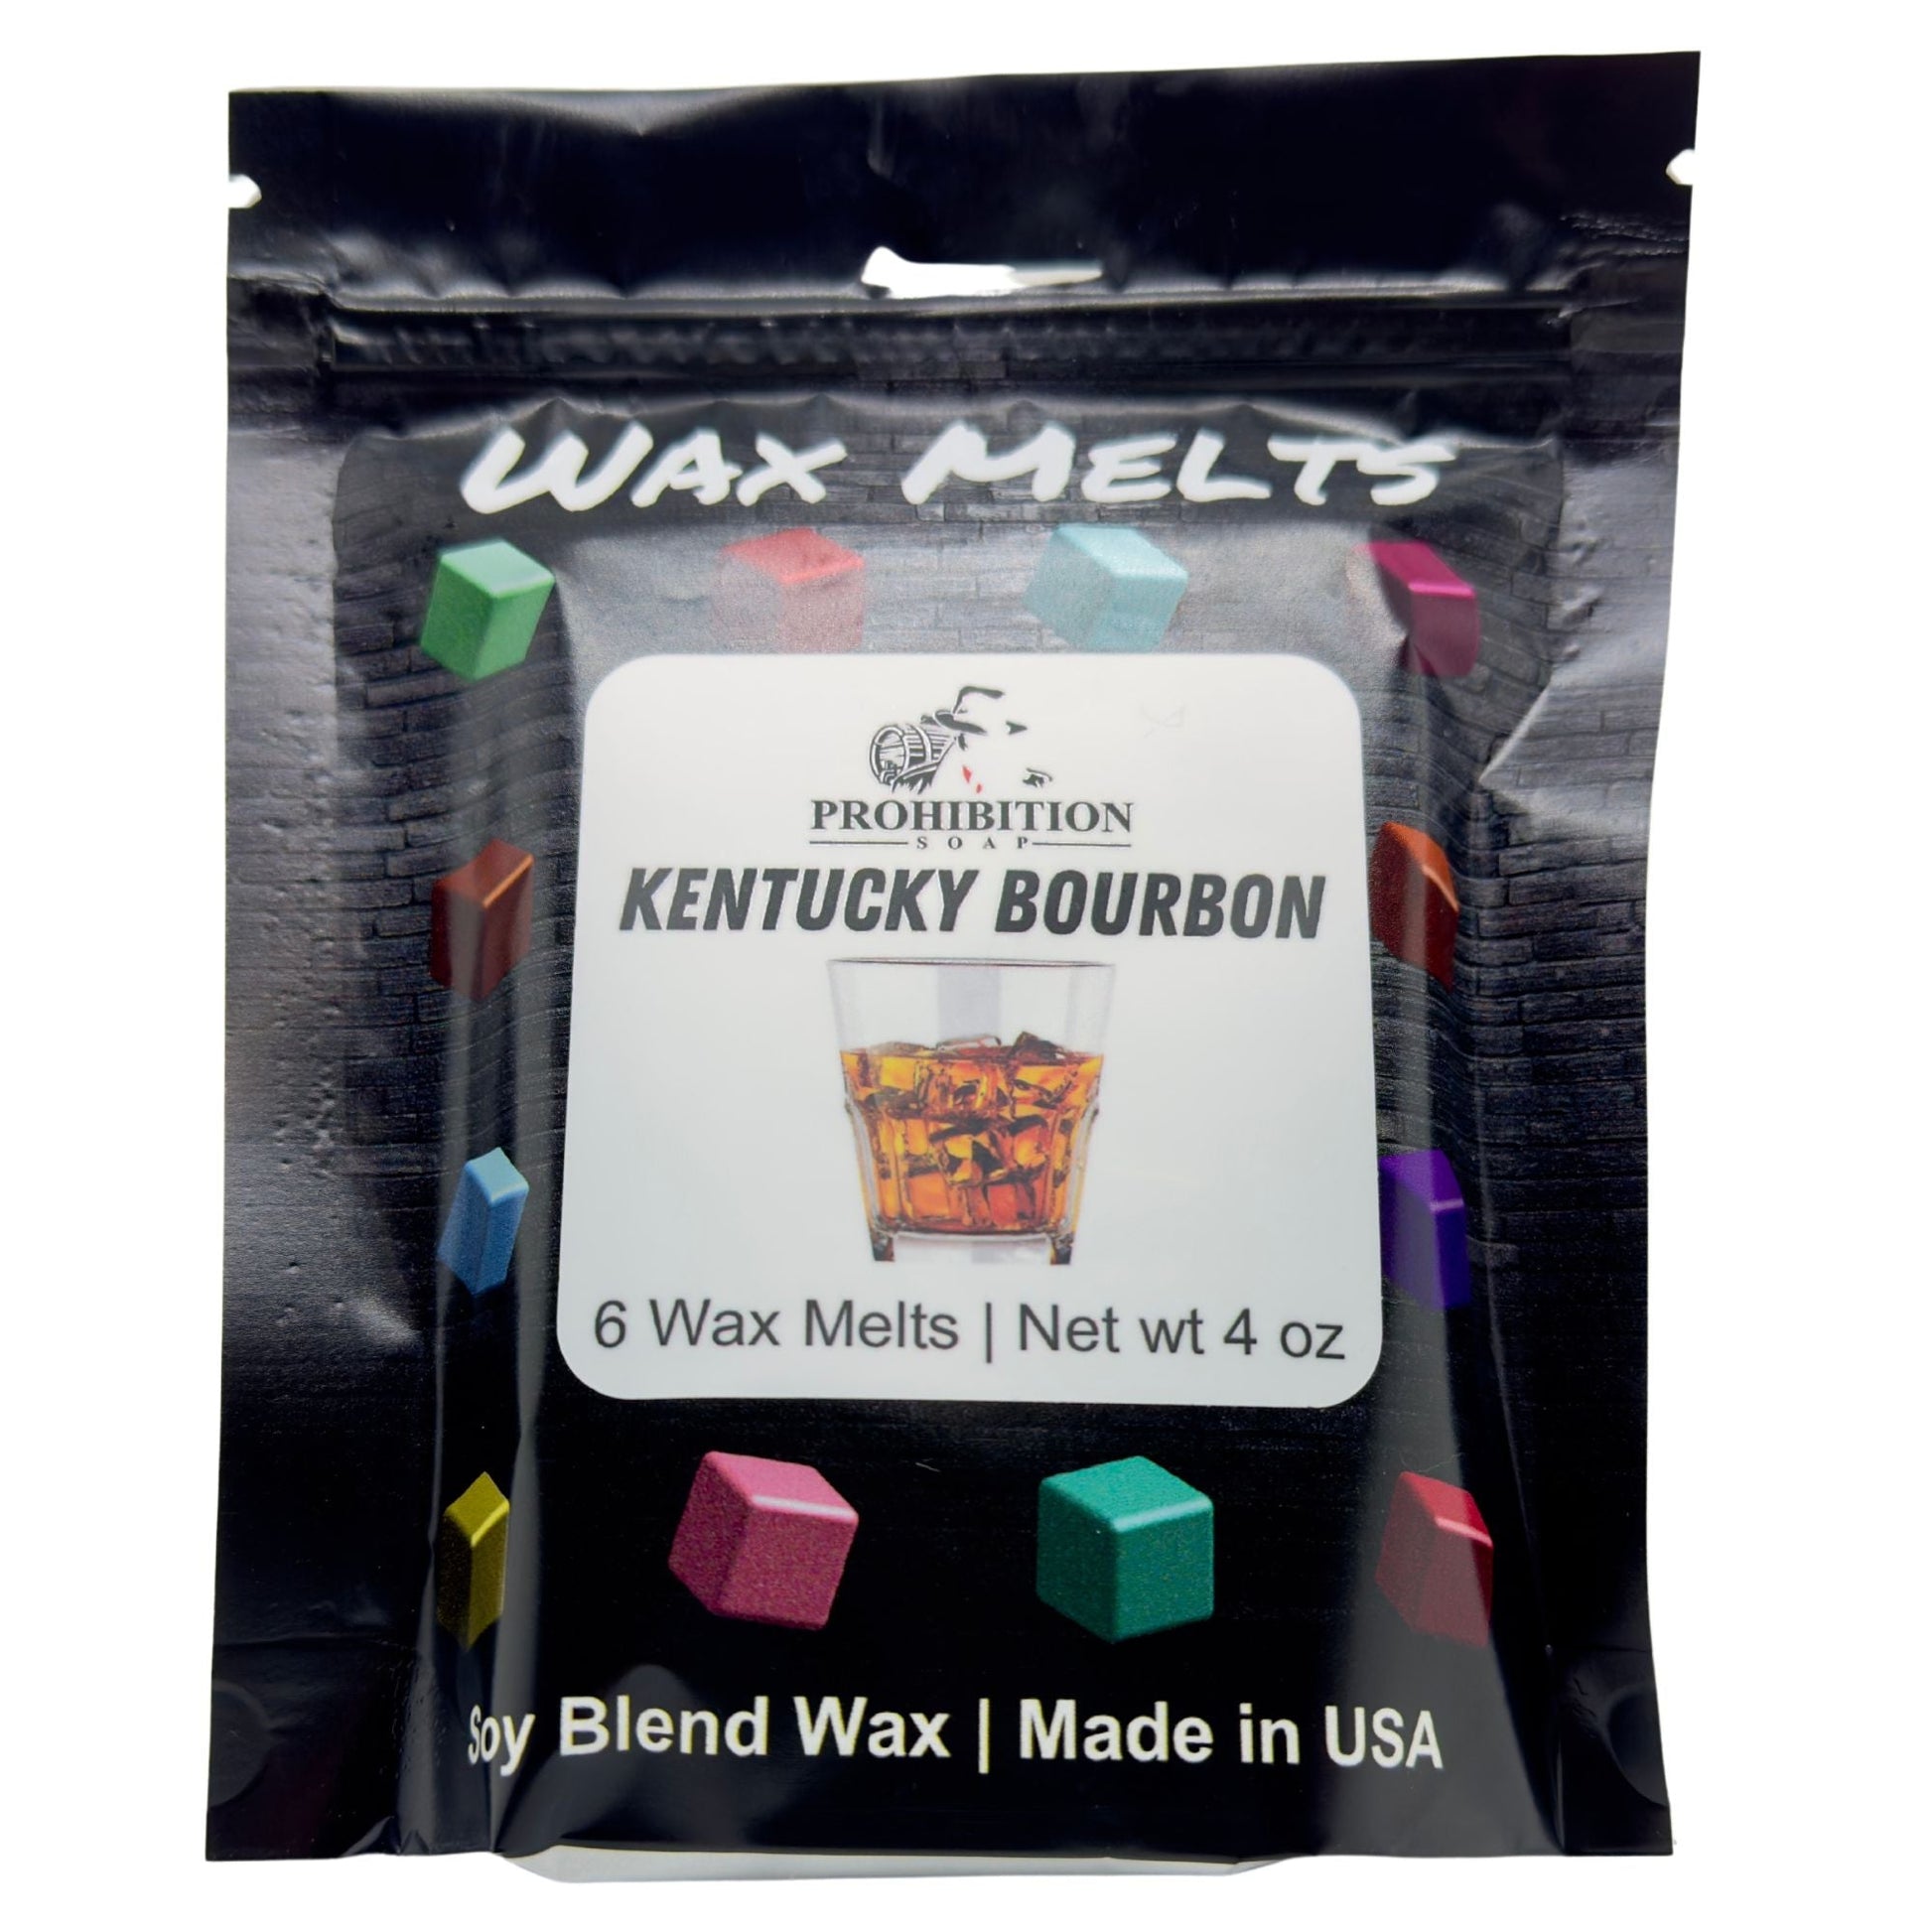 WAX MELTS
PROHIBITION
SOAP
KENTUCKY BOURBON
6 Wax Melts | Net wt 4 oz
Soy Blend Wax | Made in USA